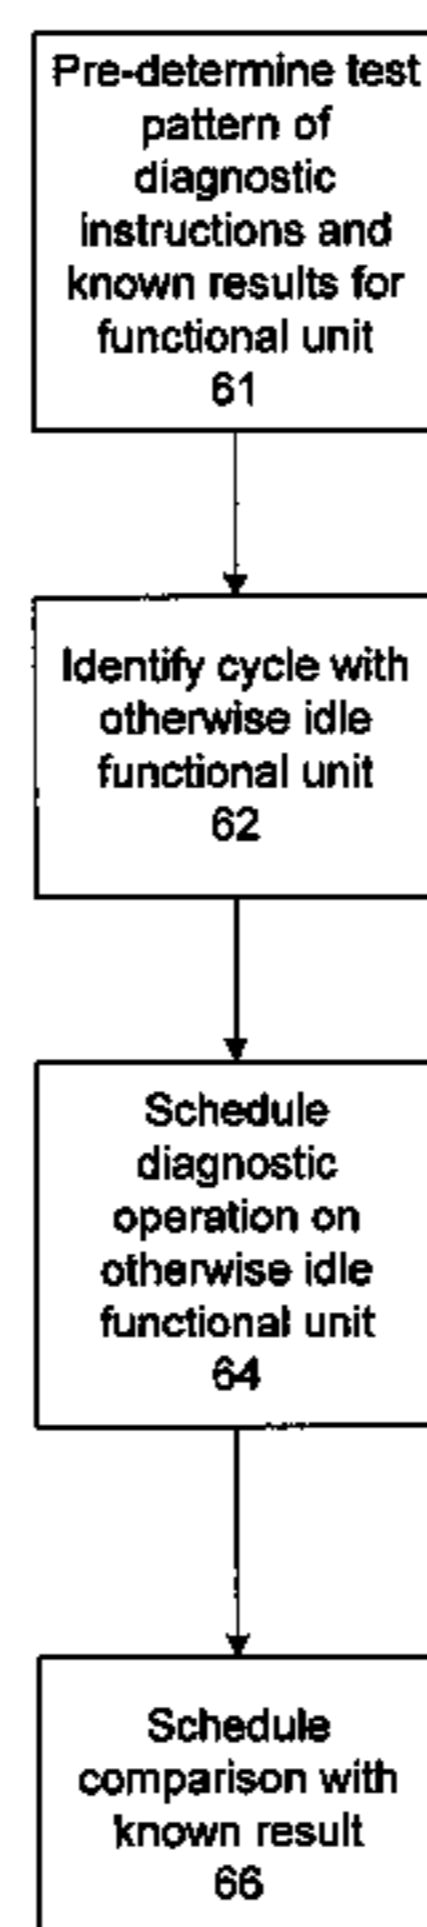 Pre-determine test
pattern of
diagnostic
instructions and
known results for
functional unit
61
Identify cycle with
otherwise idle
functional unit
62
Schedule
diagnostic
operation on
otherwise idle
functional unit
64
Schedule
comparison with
known result
66